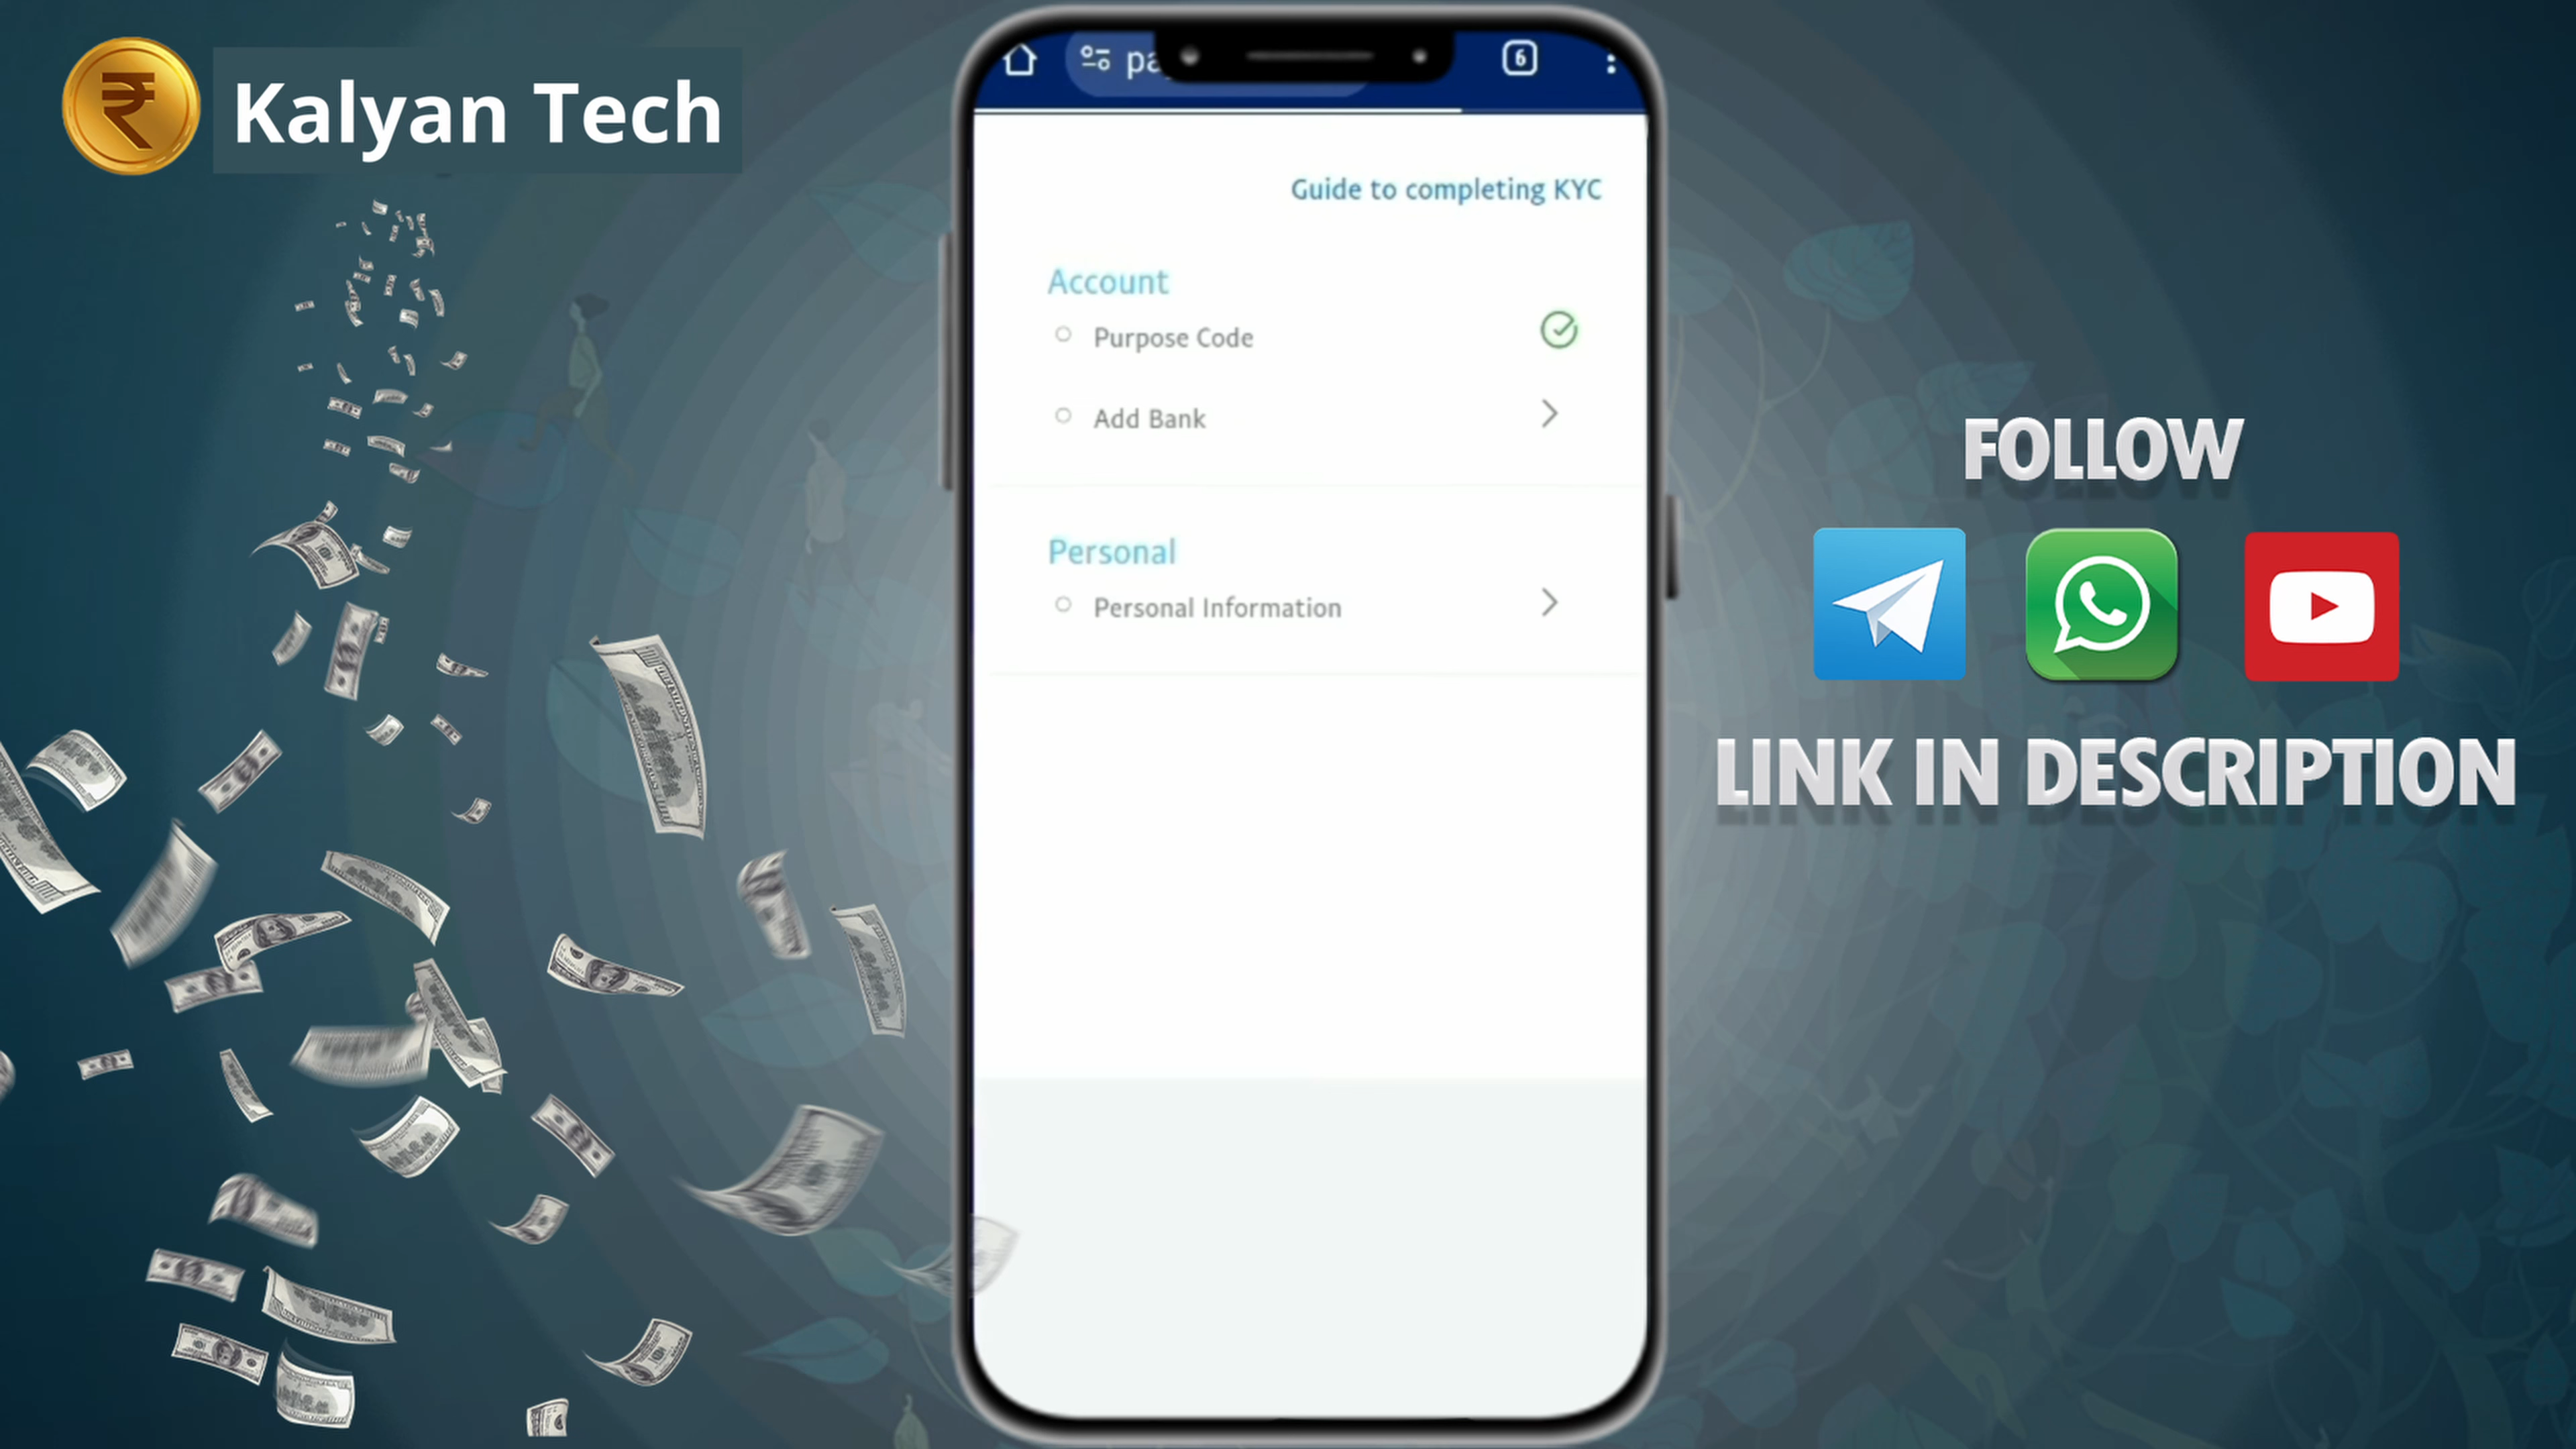 Kalyan Tech
6
Guide to completing KYC
Account
Purpose Code
Add Bank
Personal
Personal Information
FOLLOW
LINK IN DESCRIPTION